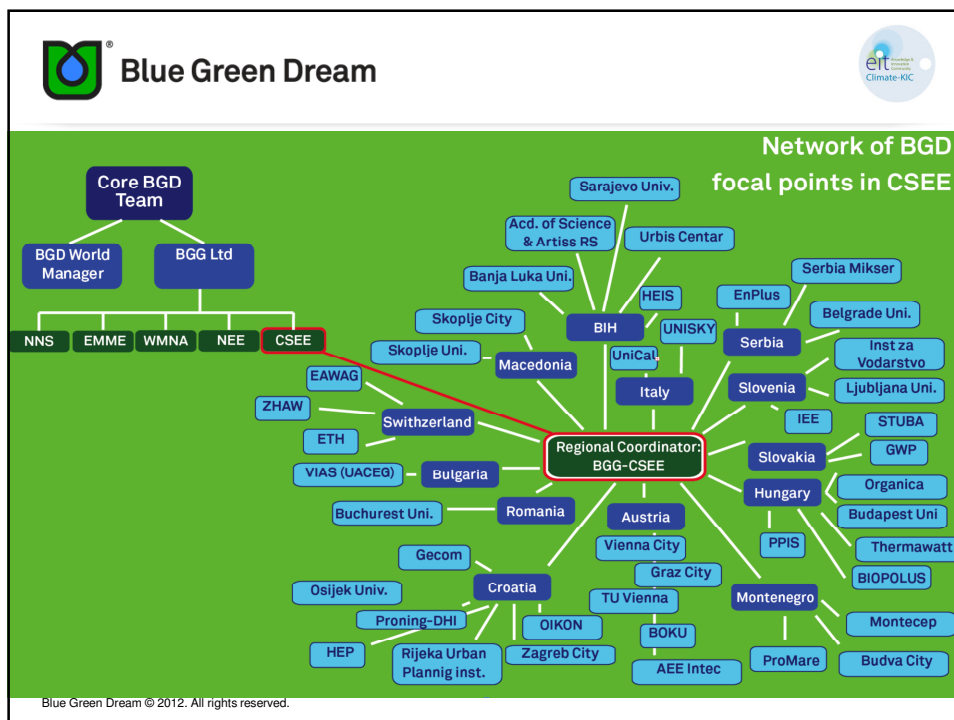 Blue Green Dream
®
eit Knowledge & Innovation Community
Climate-KIC
Network of BGD
focal points in CSEE
Core BGD
Team
BGD World
Manager
BGG Ltd
NNS
EMME
WMNA
NEE
CSEE
Sarajevo Univ.
Acd. of Science
& Artiss RS
Urbis Centar
Banja Luka Uni.
HEIS
BIH
Skoplje City
Skoplje Uni.
Macedonia
UniCal.
UNISKY
Italy
EnPlus
Serbia Mikser
Belgrade Uni.
Serbia
Inst za
Vodarstvo
Slovenia
Ljubljana Uni.
IEE
EAWAG
ZHAW
Swithzerland
ETH
Regional Coordinator:
BGG-CSEE
STUBA
Slovakia
GWP
VIAS (UACEG)
Bulgaria
Hungary
Organica
Budapest Uni
Buchurest Uni.
Romania
Austria
PPIS
Thermawatt
BIOPOLUS
Vienna City
Graz City
TU Vienna
BOKU
AEE Intec
Gecom
Croatia
Osijek Univ.
Proning-DHI
OIKON
HEP
Rijeka Urban
Plannig inst.
Zagreb City
Montenegro
Montecep
ProMare
Budva City
Blue Green Dream © 2012. All rights reserved.